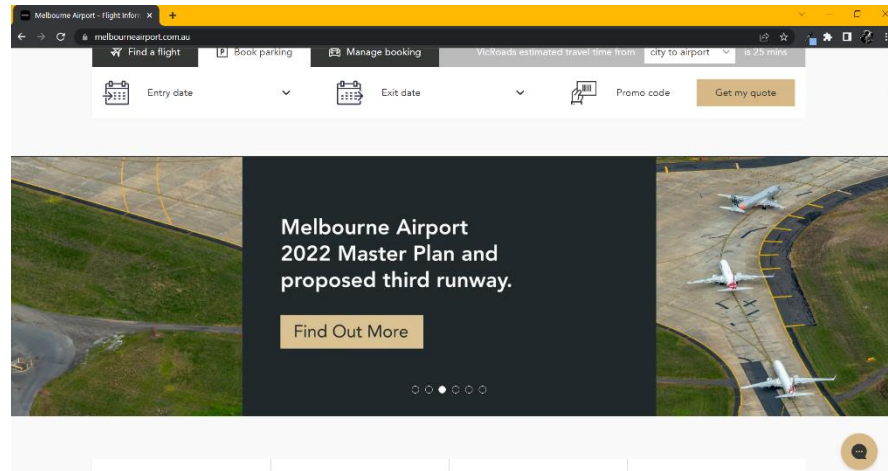 Melbourne Airport - Flight Inform
melbourneairport.com.au
Find a flight
Book parking
Manage booking
VicRoads estimated travel time from city to airport is 25 mins
Entry date
Exit date
Promo code
Get my quote
Melbourne Airport
2022 Master Plan and
proposed third runway.
Find Out More